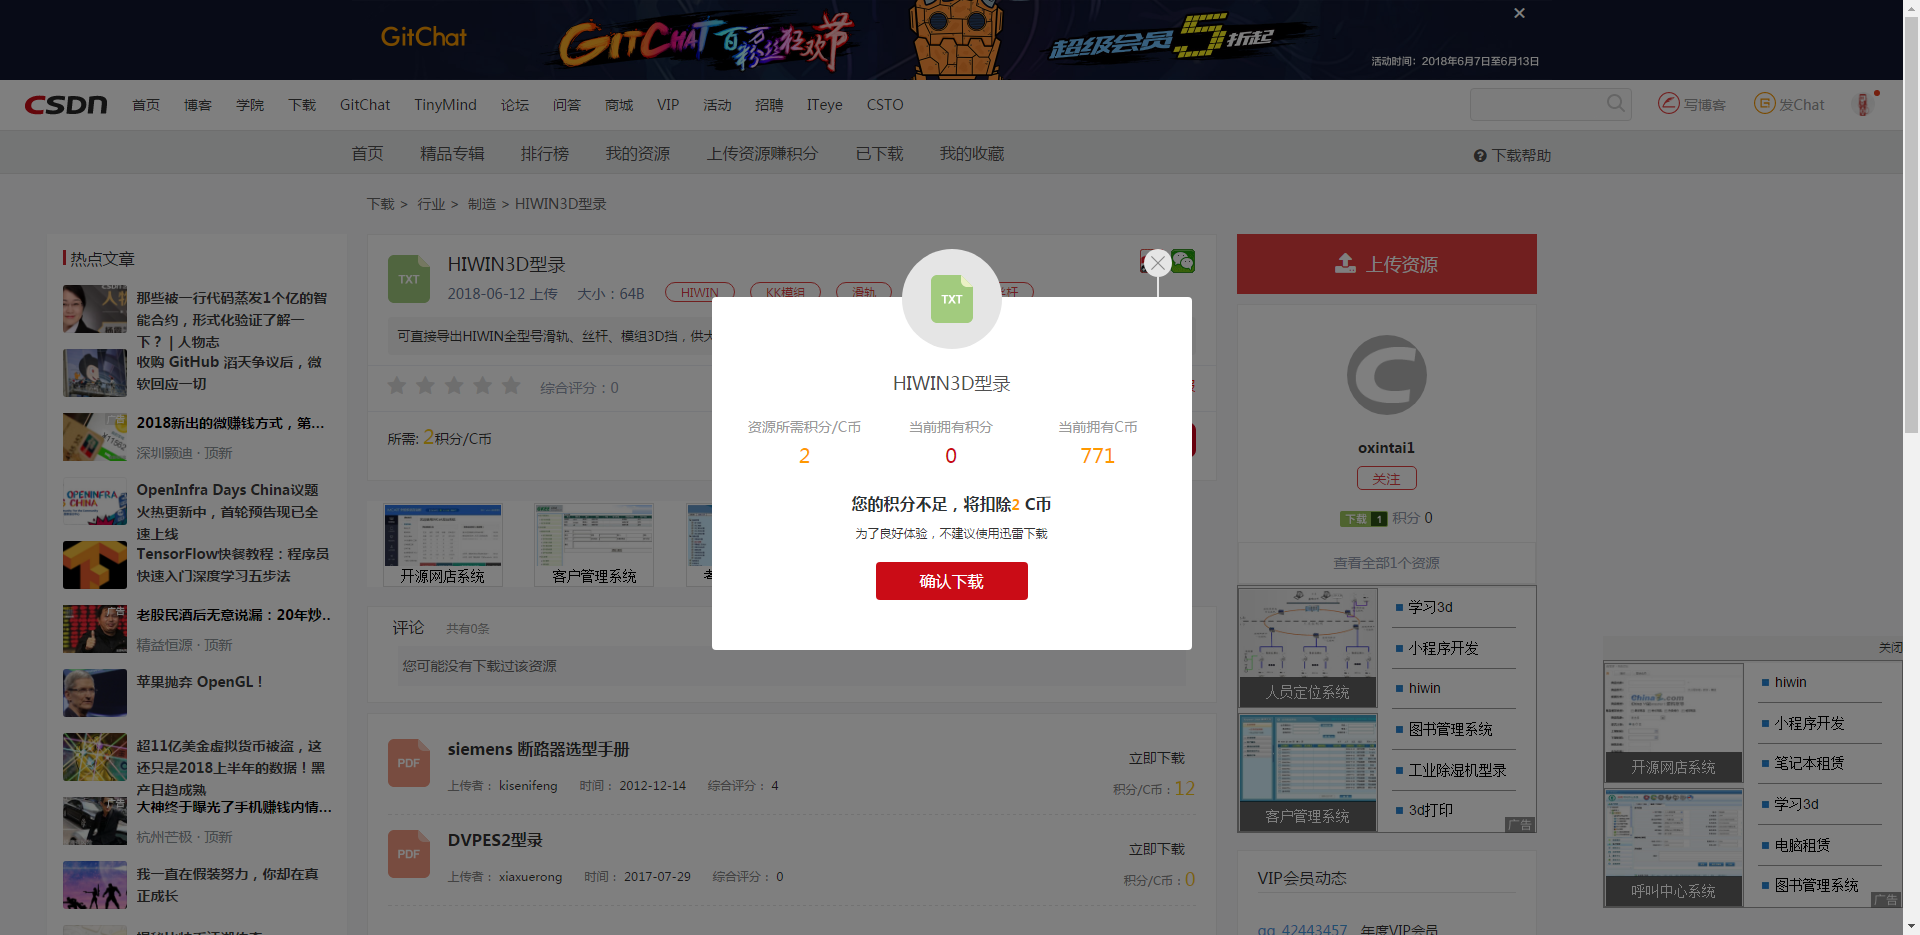 GitChat
GITCHAT百万粉丝狂欢节
超级会员5折起
活动时间：2018年6月7日至6月13日
CSDN 首页 博客 学院 下载 GitChat TinyMind 论坛 问答 商城 VIP 活动 招聘 ITeye CSTO 写博客 发Chat
首页 精品专辑 排行榜 我的资源 上传资源赚积分 已下载 我的收藏 下载帮助
下载 > 行业 > 制造 > HIWIN3D型录
热点文章
那些被一行代码蒸发1个亿的智
能合约，形式化验证了解一
下？ | 人物志
收购 GitHub 滔天争议后，微
软回应一切
广告
2018新出的微赚钱方式，第...
深圳颢迪 · 顶新
OPENINFRA
CHINA
OpenInfra Days China议题
火热更新中，首轮预告现已全
速上线
TensorFlow快餐教程：程序员
快速入门深度学习五步法
广告
老股民酒后无意说漏：20年炒..
精益恒源 · 顶新
苹果抛弃 OpenGL！
超11亿美金虚拟货币被盗，这
还只是2018上半年的数据！黑
产日趋成熟
广告
大神终于曝光了手机赚钱内情...
杭州芒极 · 顶新
我一直在假装努力，你却在真
正成长
TXT
HIWIN3D型录
2018-06-12 上传 大小：64B HIWIN KK模组 滑轨 丝杆
可直接导出HIWIN全型号滑轨、丝杆、模组3D挡，供大
综合评分：0
所需: 2积分/C币
开源网店系统
客户管理系统
评论 共有0条
您可能没有下载过该资源
PDF
siemens 断路器选型手册
上传者： kisenifeng 时间： 2012-12-14 综合评分： 4
立即下载
积分/C币：12
PDF
DVPES2型录
上传者： xiaxuerong 时间： 2017-07-29 综合评分： 0
立即下载
积分/C币：0
TXT
HIWIN3D型录
资源所需积分/C币 当前拥有积分 当前拥有C币
2 0 771
您的积分不足，将扣除2 C币
为了良好体验，不建议使用迅雷下载
确认下载
上传资源
oxintai1
关注
下载 1 积分 0
查看全部1个资源
人员定位系统
客户管理系统
学习3d
小程序开发
hiwin
图书管理系统
工业除湿机型录
3d打印
广告
VIP会员动态
qq_42443457 年度VIP会员
关闭
开源网店系统
呼叫中心系统
hiwin
小程序开发
笔记本租赁
学习3d
电脑租赁
图书管理系统
广告